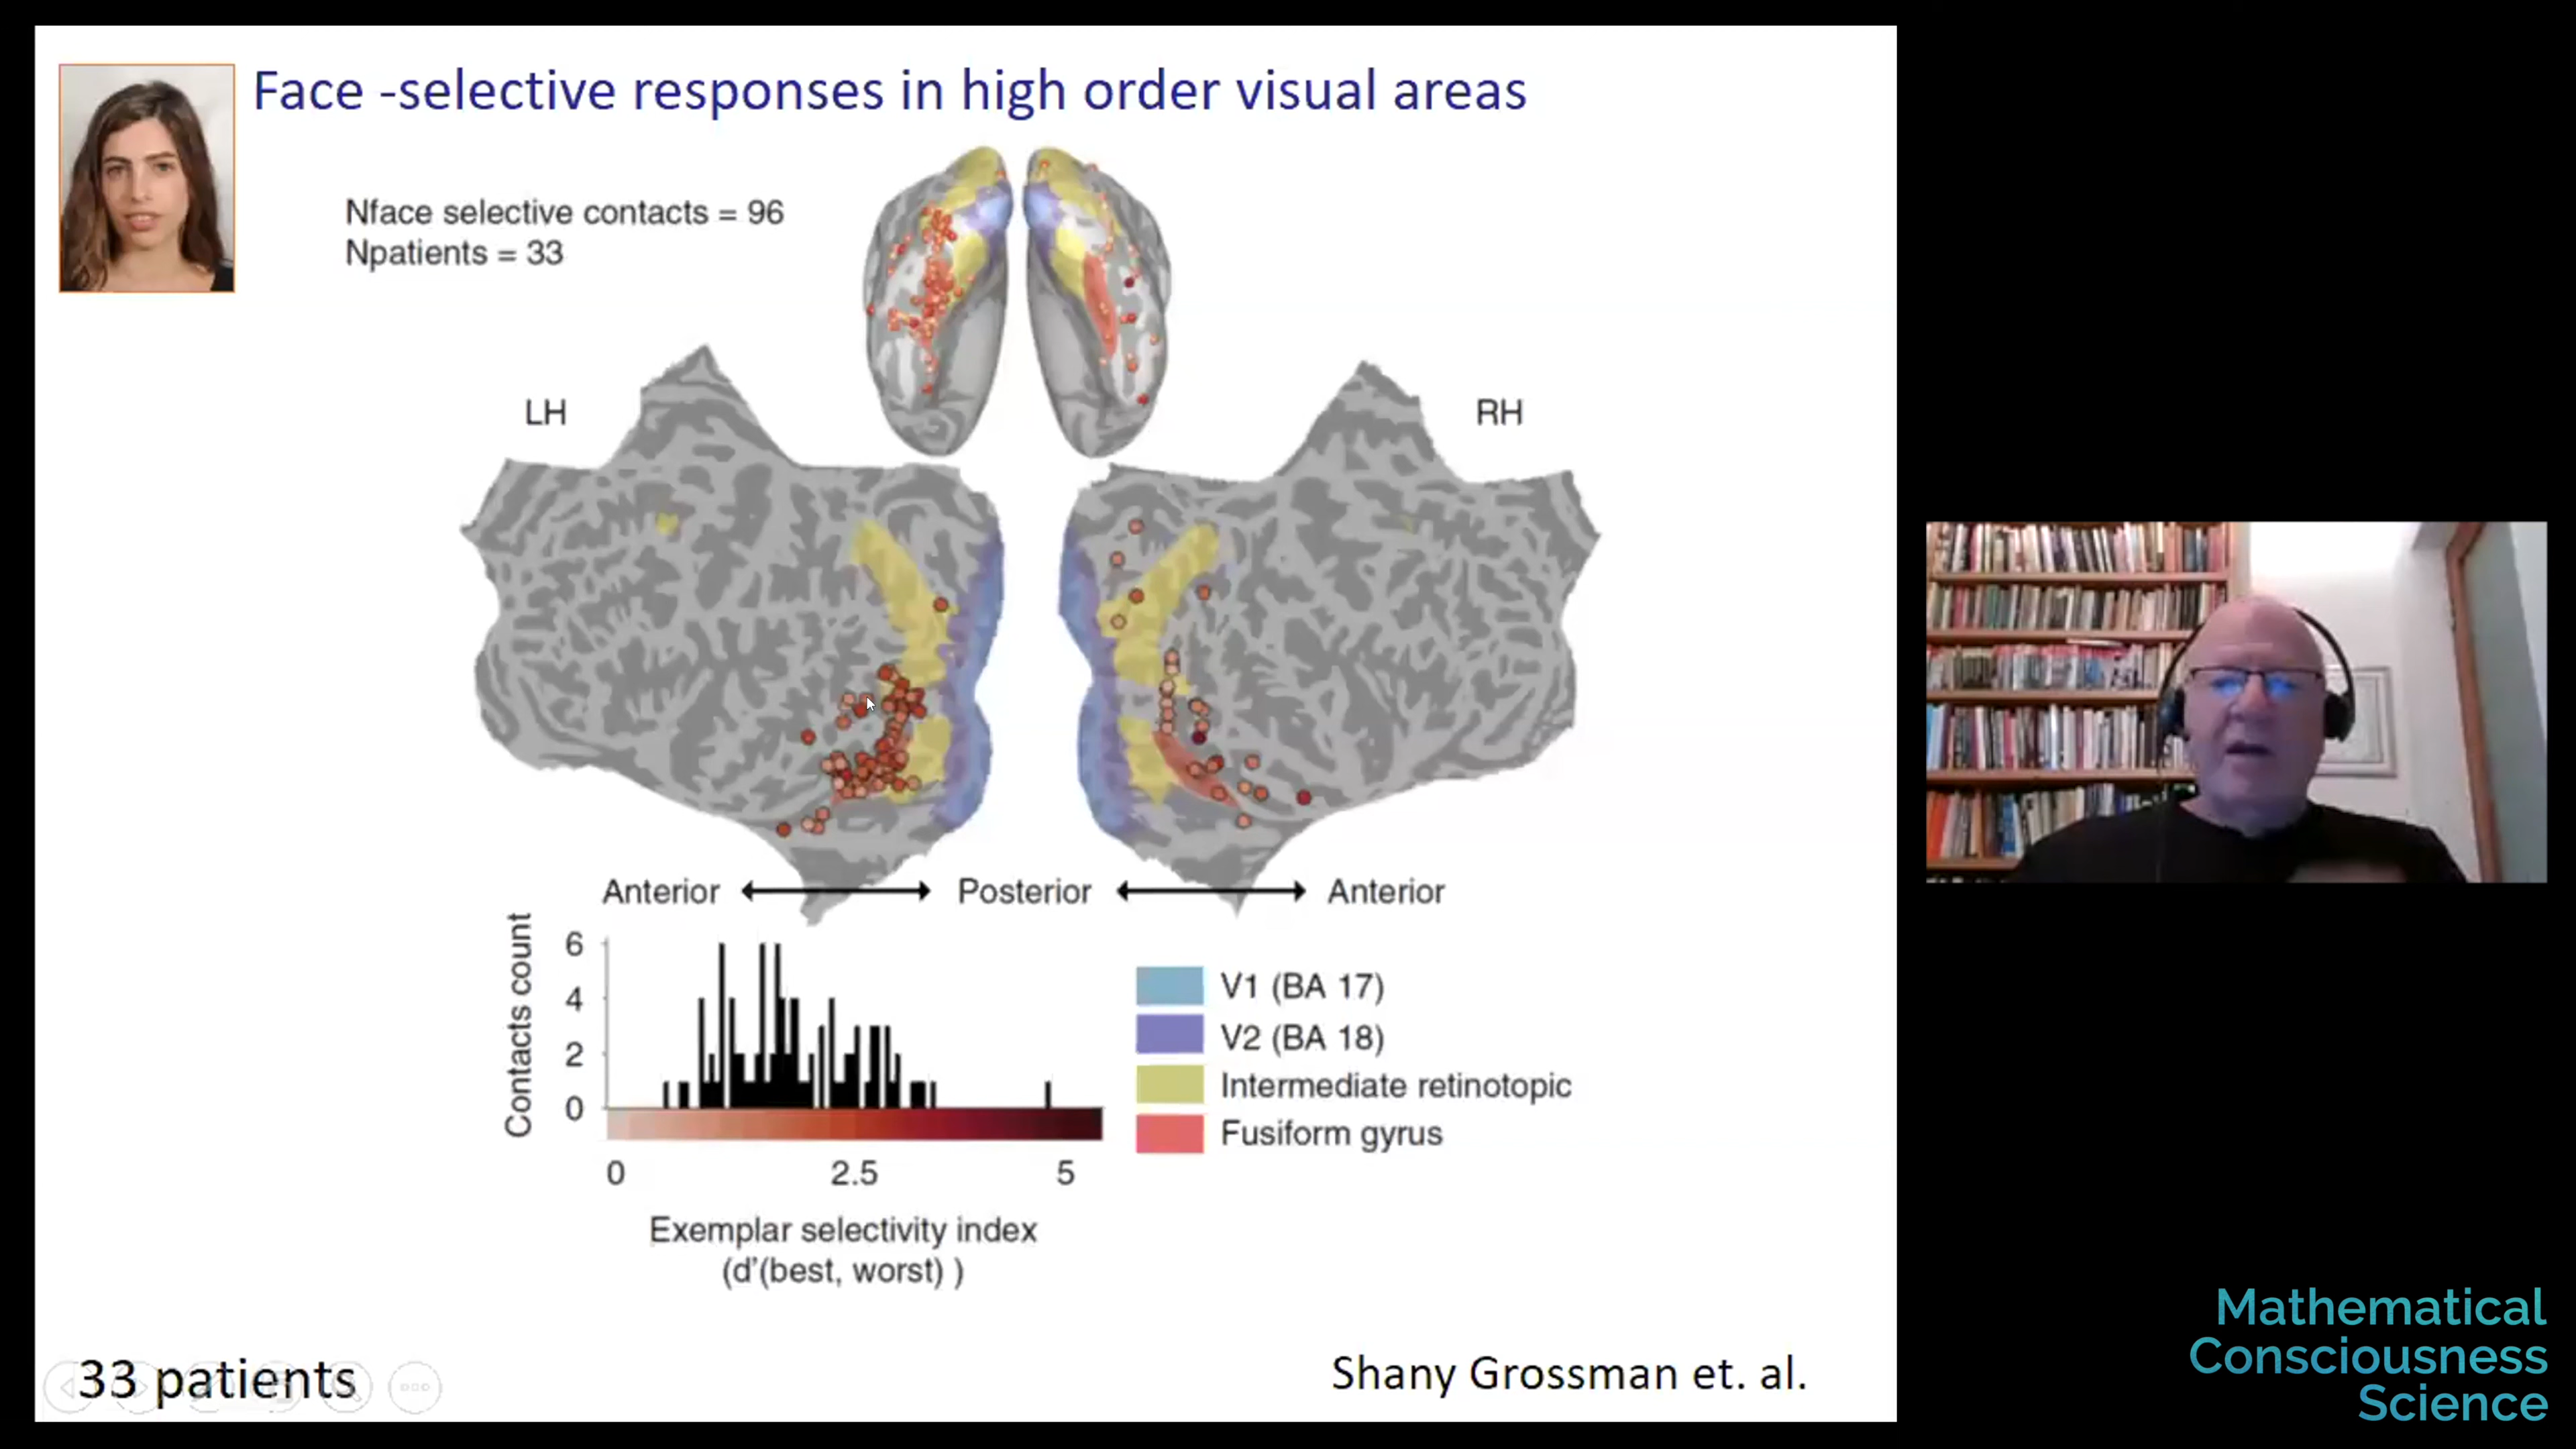 Face -selective responses in high order visual areas
Nface selective contacts = 96
Npatients = 33
LH
RH
Anterior
Posterior
Anterior
Contacts count
6
4
2
0
0
2.5
5
Exemplar selectivity index
(d'(best, worst) )
V1 (BA 17)
V2 (BA 18)
Intermediate retinotopic
Fusiform gyrus
33 patients
Shany Grossman et. al.
Mathematical
Consciousness
Science